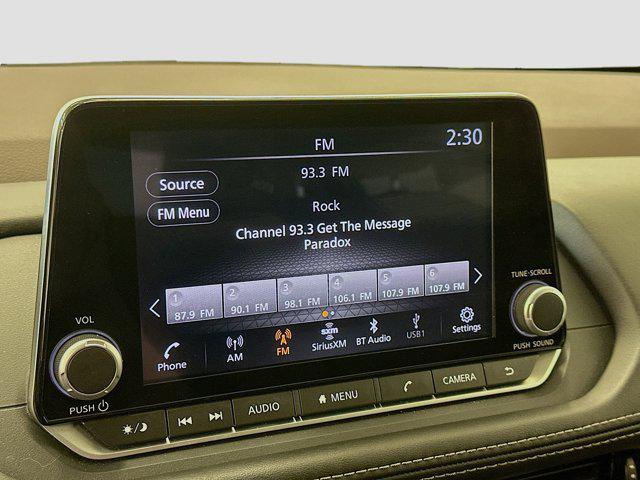 FM
2:30
93.3 FM
Source
FM Menu
Rock
Channel 93.3 Get The Message
Paradox
1
87.9 FM
2
90.1 FM
3
98.1 FM
4
106.1 FM
5
107.9 FM
6
107.9 FM
Phone
AM
FM
sxm
SiriusXM
BT Audio
USB1
Settings
VOL
PUSH
TUNE·SCROLL
PUSH SOUND
AUDIO
MENU
CAMERA